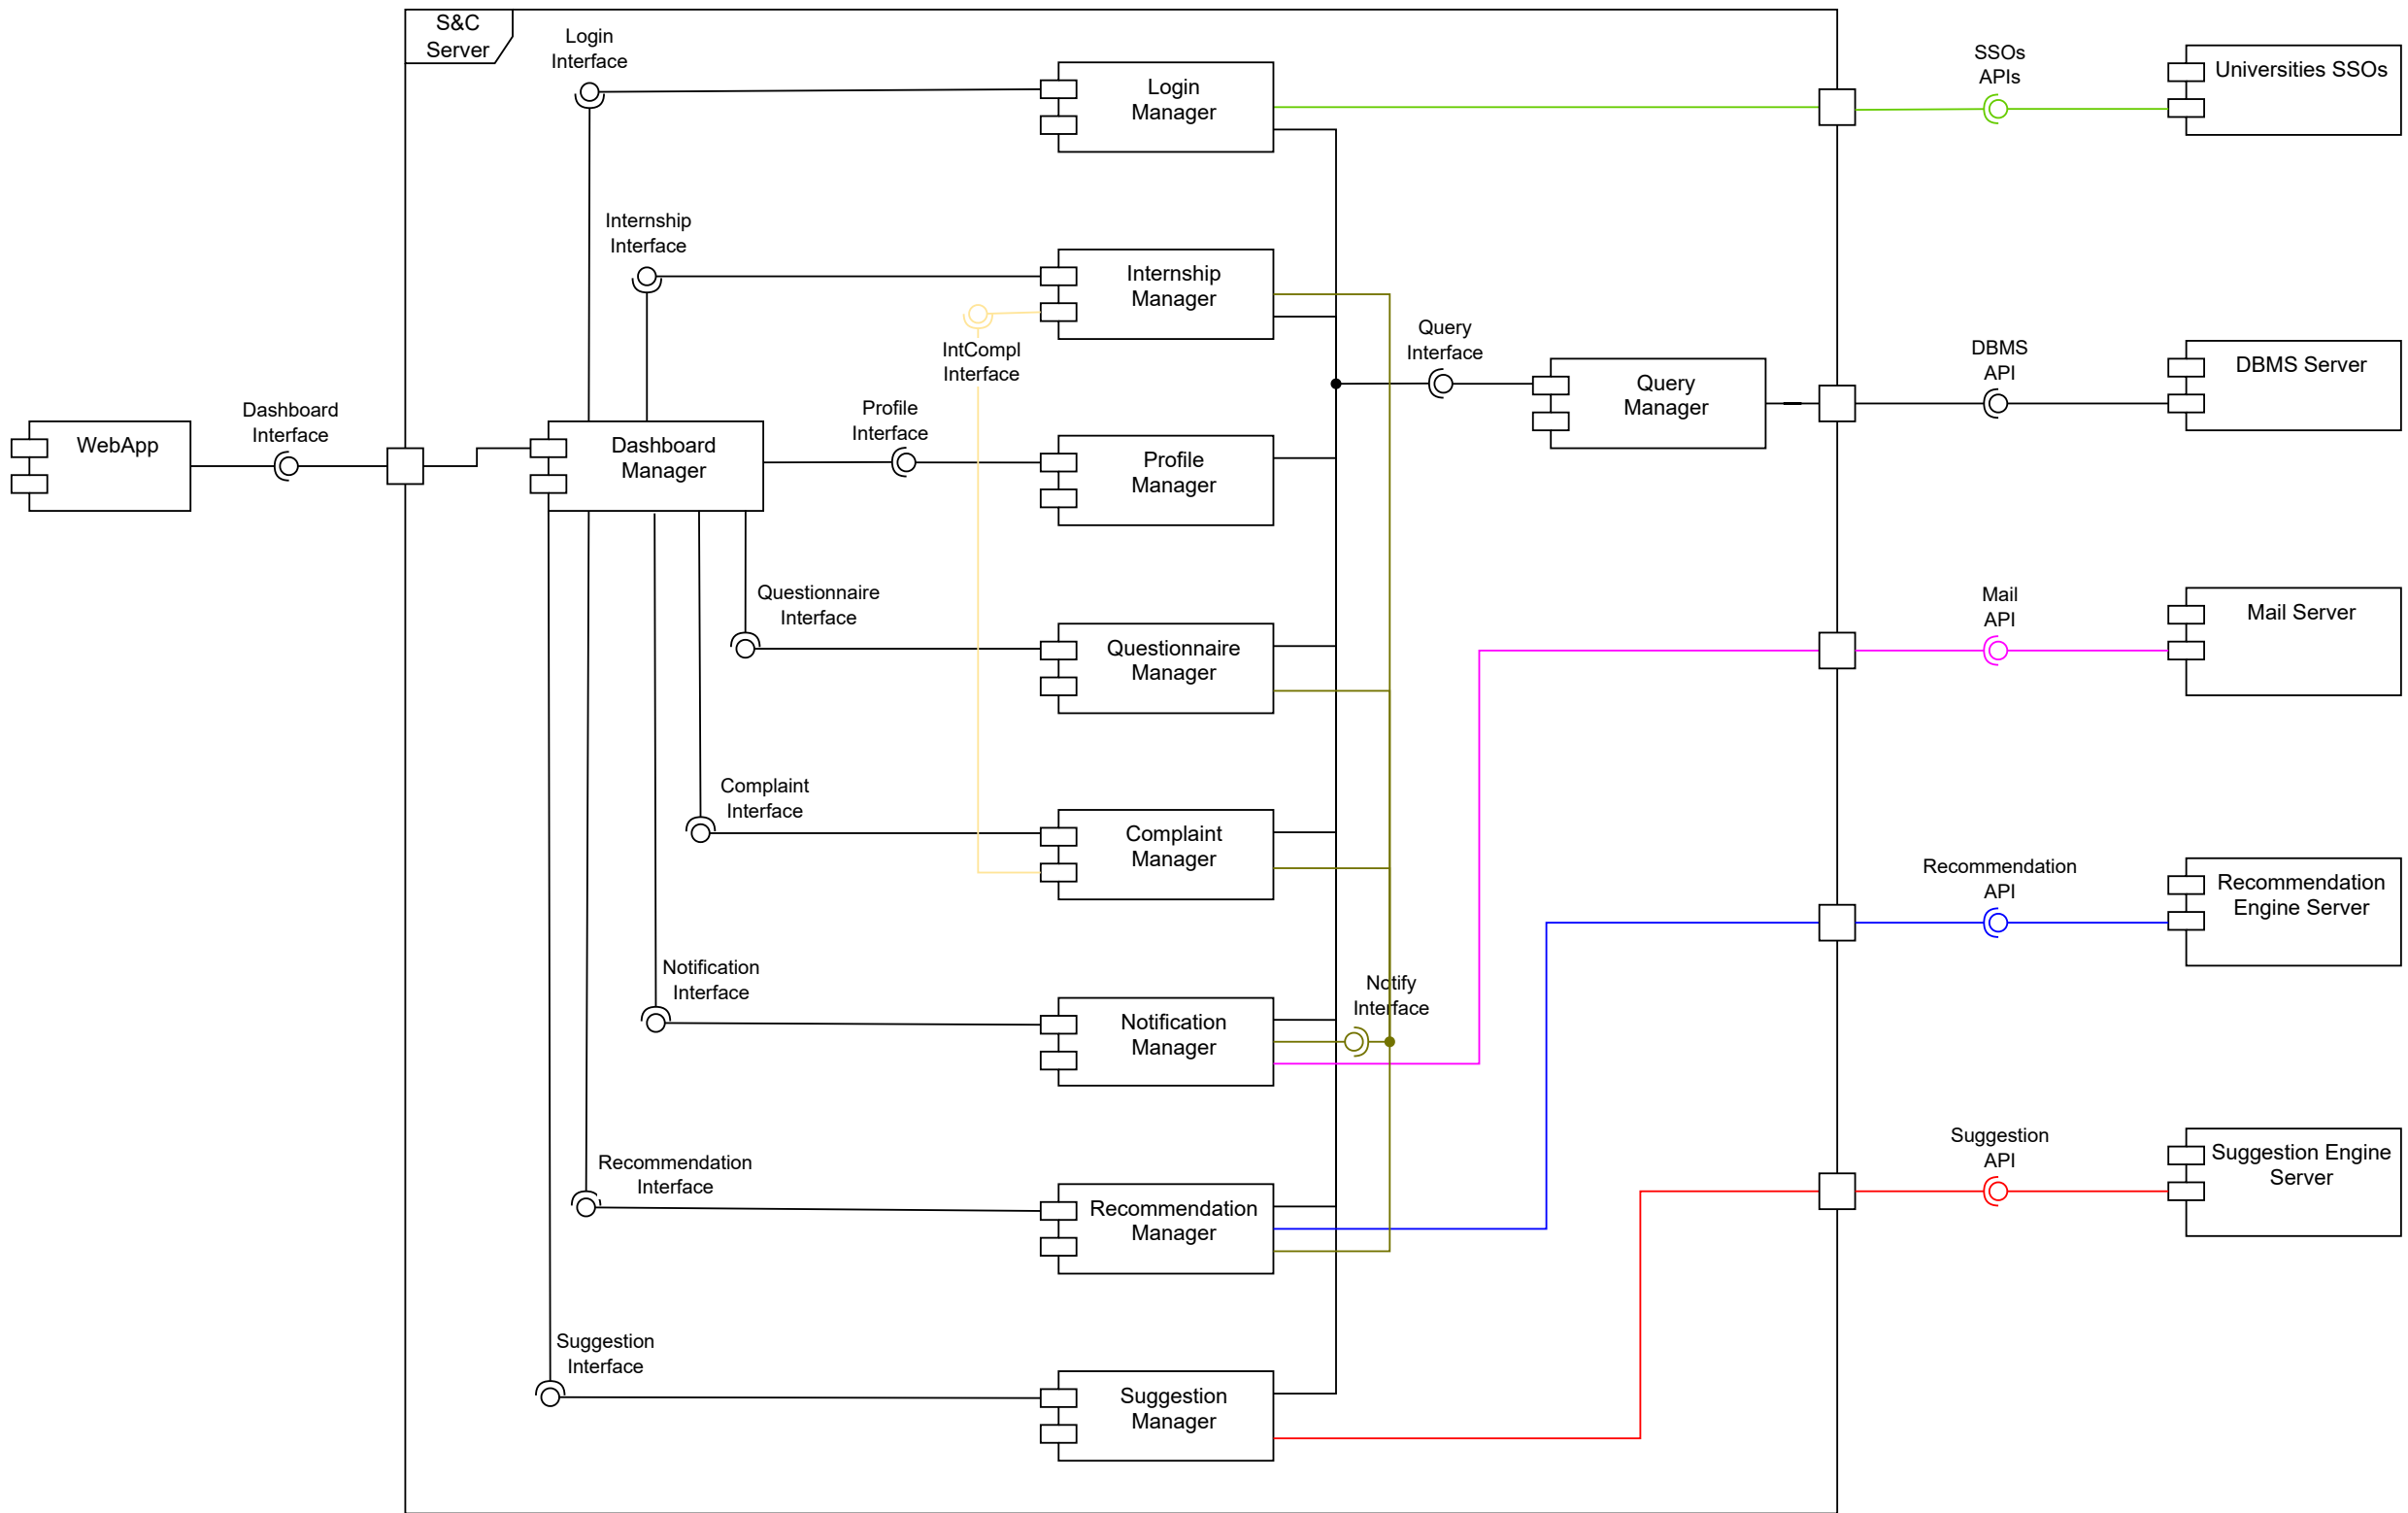 S&C
Server
Login
Interface
Login
Manager
SSOs
APIs
Universities SSOs
Internship
Interface
Internship
Manager
IntCompl
Interface
Query
Interface
Query
Manager
DBMS
API
DBMS Server
WebApp
Dashboard
Interface
Dashboard
Manager
Profile
Interface
Profile
Manager
Questionnaire
Interface
Questionnaire
Manager
Mail
API
Mail Server
Complaint
Interface
Complaint
Manager
Recommendation
API
Recommendation
Engine Server
Notification
Interface
Notification
Manager
Notify
Interface
Recommendation
Interface
Recommendation
Manager
Suggestion
API
Suggestion Engine
Server
Suggestion
Interface
Suggestion
Manager